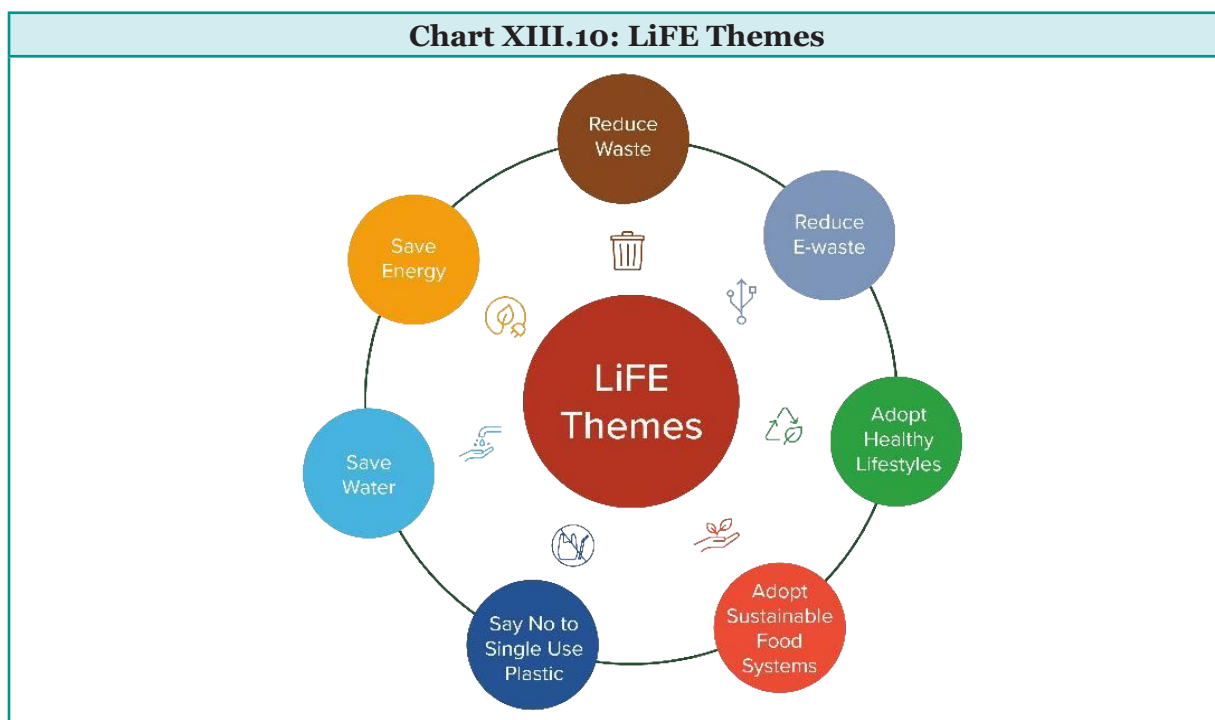 Chart XIII.10: LiFE Themes
Reduce
Waste
Reduce
E-waste
Adopt
Healthy
Lifestyles
Adopt
Sustainable
Food
Systems
Say No to
Single Use
Plastic
Save
Water
Save
Energy
LiFE
Themes